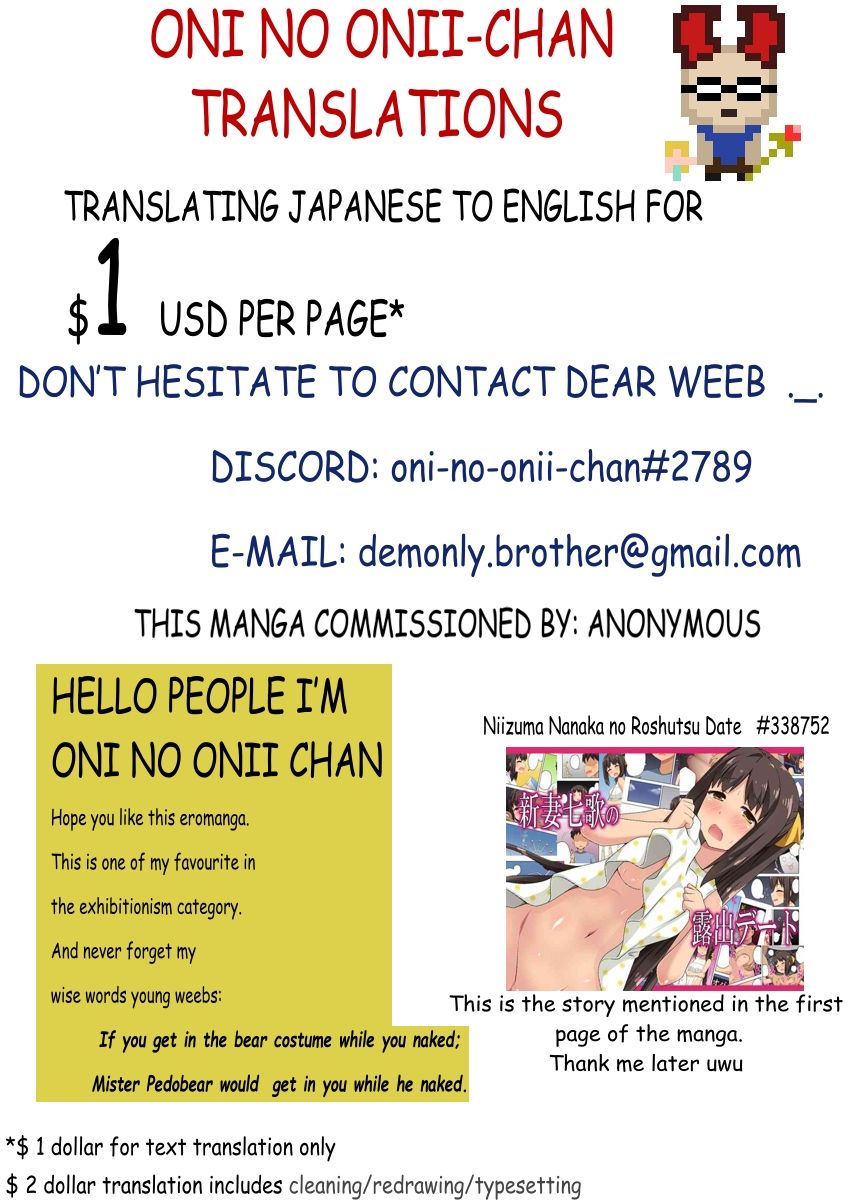 ONI NO ONII-CHAN
TRANSLATIONS
TRANSLATING JAPANESE TO ENGLISH FOR
$1 USD PER PAGE*
DON'T HESITATE TO CONTACT DEAR WEEB ._.
DISCORD: oni-no-onii-chan#2789
E-MAIL: demonly.brother@gmail.com
THIS MANGA COMMISSIONED BY: ANONYMOUS
HELLO PEOPLE I'M
ONI NO ONII CHAN
Hope you like this eromanga.
This is one of my favourite in
the exhibitionism category.
And never forget my
wise words young weebs:
If you get in the bear costume while you naked;
Mister Pedobear would get in you while he naked.
Niizuma Nanaka no Roshutsu Date #338752
新妻七歌の
露出デート
This is the story mentioned in the first
page of the manga.
Thank me later uwu
*$ 1 dollar for text translation only
$ 2 dollar translation includes cleaning/redrawing/typesetting